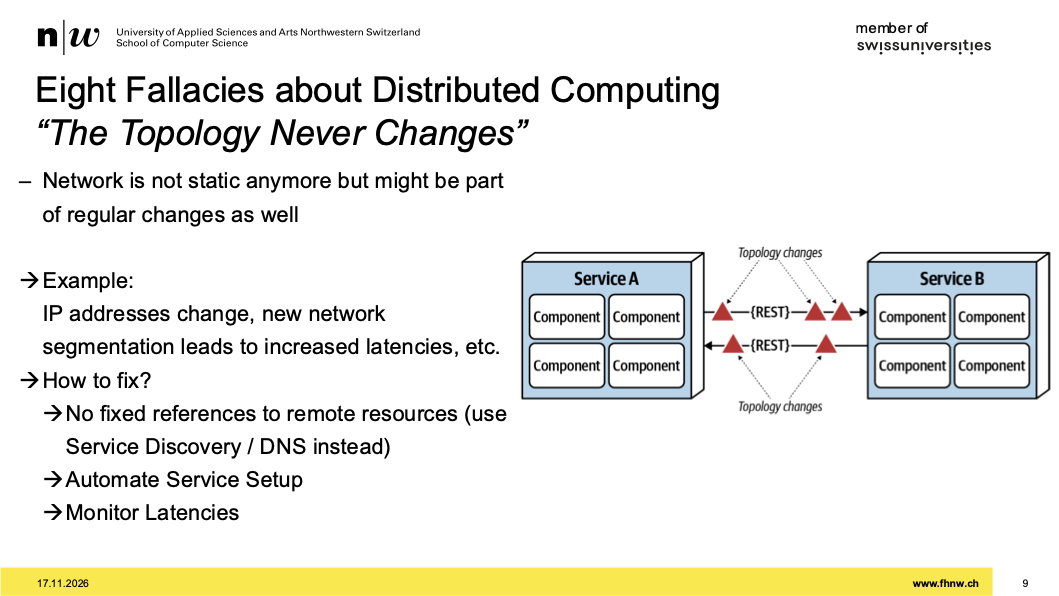 n|w University of Applied Sciences and Arts Northwestern Switzerland
School of Computer Science
member of
swissuniversities
Eight Fallacies about Distributed Computing
“The Topology Never Changes”
– Network is not static anymore but might be part
of regular changes as well
→ Example:
IP addresses change, new network
segmentation leads to increased latencies, etc.
→ How to fix?
→ No fixed references to remote resources (use
Service Discovery / DNS instead)
→ Automate Service Setup
→ Monitor Latencies
Topology changes
Service A
Component Component
Component Component
{REST}
{REST}
Service B
Component Component
Component Component
Topology changes
17.11.2026 www.fhnw.ch 9